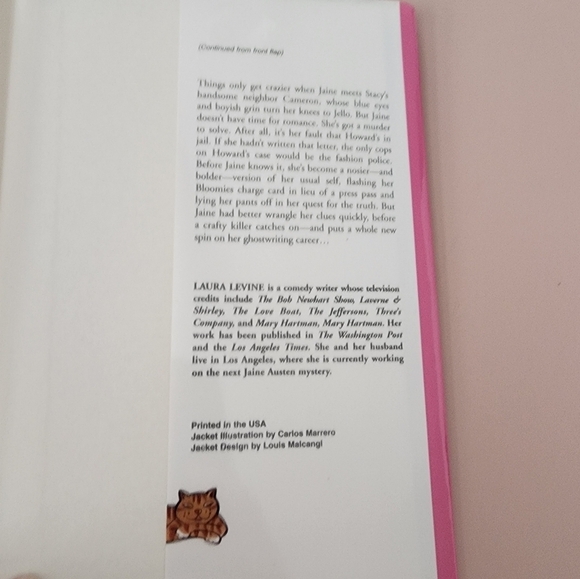 (Continued from front flap)
Things only get crazier when Jaine meets Stacy's
handsome neighbor Cameron, whose blue eyes
and boyish grin turn her knees to Jello. But Jaine
doesn't have time for romance. She's got a murder
to solve. After all, it's her fault that Howard's in
jail. If she hadn't written that letter, the only cops
on Howard's case would be the fashion police.
Before Jaine knows it, she's become a nosier—and
bolder—version of her usual self, flashing her
Bloomies charge card in lieu of a press pass and
lying her pants off in her quest for the truth. But
Jaine had better wrangle her clues quickly, before
a crafty killer catches on—and puts a whole new
spin on her ghostwriting career…
LAURA LEVINE is a comedy writer whose television
credits include The Bob Newhart Show, Laverne &
Shirley, The Love Boat, The Jeffersons, Three's
Company, and Mary Hartman, Mary Hartman. Her
work has been published in The Washington Post
and the Los Angeles Times. She and her husband
live in Los Angeles, where she is currently working
on the next Jaine Austen mystery.
Printed in the USA
Jacket Illustration by Carlos Marrero
Jacket Design by Louis Malcangi